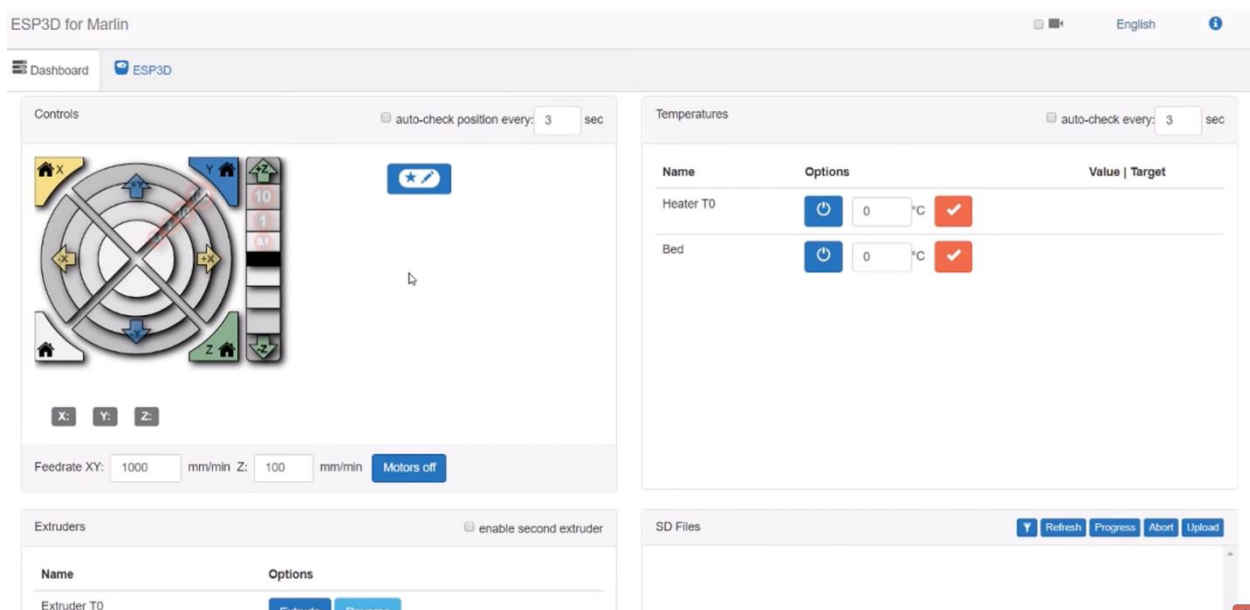 ESP3D for Marlin
English
Dashboard
ESP3D
Controls
auto-check position every: 3 sec
X
Y
+Z
+Y
10
1
0.1
-X
+X
-Y
Z
-Z
X: Y: Z:
Feedrate XY: 1000 mm/min Z: 100 mm/min Motors off
Temperatures
auto-check every: 3 sec
Name Options Value | Target
Heater T0 0 °C
Bed 0 °C
Extruders
enable second extruder
Name Options
Extruder T0 Extrude Reverse
SD Files
Refresh Progress Abort Upload